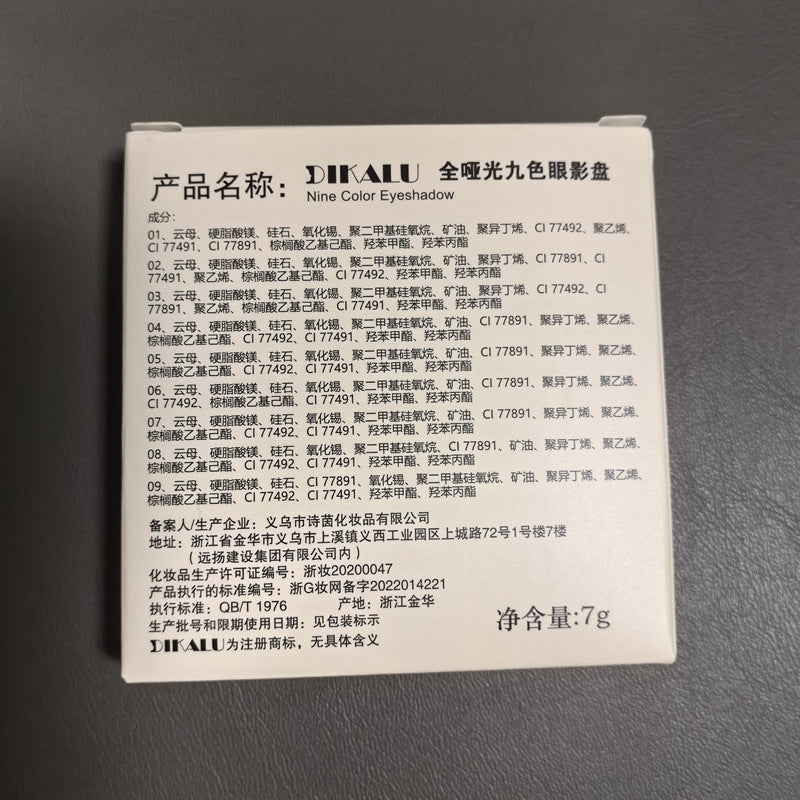 产品名称： DIKALU 全哑光九色眼影盘
Nine Color Eyeshadow
成分：
01、云母、硬脂酸镁、硅石、氧化锡、聚二甲基硅氧烷、矿油、聚异丁烯、CI 77492、聚乙烯、
CI 77491、CI 77891、棕榈酸乙基己酯、羟苯甲酯、羟苯丙酯
02、云母、硬脂酸镁、硅石、氧化锡、聚二甲基硅氧烷、矿油、聚异丁烯、CI 77891、CI
77491、聚乙烯、棕榈酸乙基己酯、CI 77492、羟苯甲酯、羟苯丙酯
03、云母、硬脂酸镁、硅石、氧化锡、聚二甲基硅氧烷、矿油、聚异丁烯、CI 77492、CI
77891、聚乙烯、棕榈酸乙基己酯、CI 77491、羟苯甲酯、羟苯丙酯
04、云母、硬脂酸镁、硅石、氧化锡、聚二甲基硅氧烷、矿油、CI 77891、聚异丁烯、聚乙烯、
棕榈酸乙基己酯、CI 77492、CI 77491、羟苯甲酯、羟苯丙酯
05、云母、硬脂酸镁、硅石、氧化锡、聚二甲基硅氧烷、矿油、CI 77891、聚异丁烯、聚乙烯、
棕榈酸乙基己酯、CI 77492、CI 77491、羟苯甲酯、羟苯丙酯
06、云母、硬脂酸镁、硅石、氧化锡、聚二甲基硅氧烷、矿油、CI 77891、聚异丁烯、聚乙烯、
CI 77492、棕榈酸乙基己酯、CI 77491、羟苯甲酯、羟苯丙酯
07、云母、硬脂酸镁、硅石、氧化锡、聚二甲基硅氧烷、矿油、CI 77891、聚异丁烯、聚乙烯、
棕榈酸乙基己酯、CI 77492、CI 77491、羟苯甲酯、羟苯丙酯
08、云母、硬脂酸镁、硅石、氧化锡、聚二甲基硅氧烷、CI 77891、矿油、聚异丁烯、聚乙烯、
棕榈酸乙基己酯、CI 77492、CI 77491、羟苯甲酯、羟苯丙酯
09、云母、硬脂酸镁、硅石、CI 77891、氧化锡、聚二甲基硅氧烷、矿油、聚异丁烯、聚乙烯、
棕榈酸乙基己酯、CI 77492、CI 77491、羟苯甲酯、羟苯丙酯
备案人/生产企业：义乌市诗茵化妆品有限公司
地址：浙江省金华市义乌市上溪镇义西工业园区上城路72号1号楼7楼
（远扬建设集团有限公司内）
化妆品生产许可证编号：浙妆20200047
产品执行的标准编号：浙G妆网备字2022014221
执行标准：QB/T 1976 产地：浙江金华
生产批号和限期使用日期：见包装标示
DIKALU为注册商标，无具体含义
净含量:7g